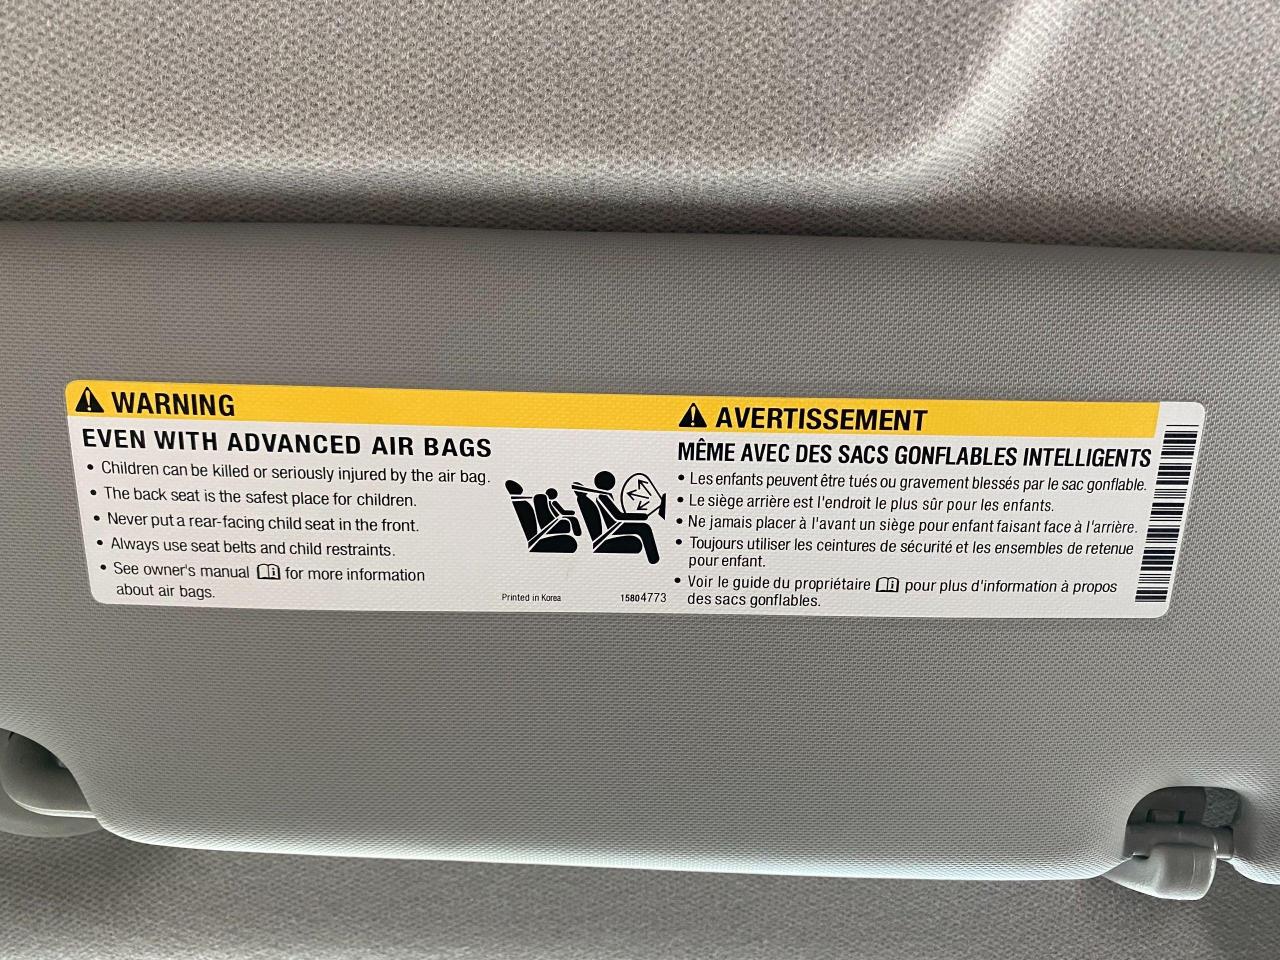 WARNING
EVEN WITH ADVANCED AIR BAGS
• Children can be killed or seriously injured by the air bag.
• The back seat is the safest place for children.
• Never put a rear-facing child seat in the front.
• Always use seat belts and child restraints.
• See owner's manual for more information
about air bags.
Printed in Korea
15804773
AVERTISSEMENT
MÊME AVEC DES SACS GONFLABLES INTELLIGENTS
• Les enfants peuvent être tués ou gravement blessés par le sac gonflable.
• Le siège arrière est l'endroit le plus sûr pour les enfants.
• Ne jamais placer à l'avant un siège pour enfant faisant face à l'arrière.
• Toujours utiliser les ceintures de sécurité et les ensembles de retenue
pour enfant.
• Voir le guide du propriétaire pour plus d'information à propos
des sacs gonflables.